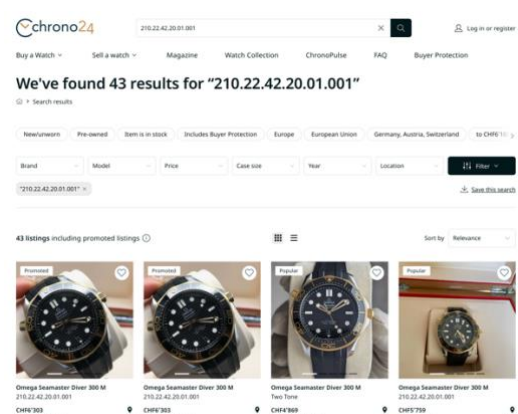 chrono24
210.22.42.20.01.001
Log in or register
Buy a Watch
Sell a watch
Magazine
Watch Collection
ChronoPulse
FAQ
Buyer Protection
We've found 43 results for “210.22.42.20.01.001”
Search results
New/unworn
Pre-owned
Item is in stock
Includes Buyer Protection
Europe
European Union
Germany, Austria, Switzerland
Brand
Model
Price
Case size
Year
Location
Filter
"210.22.42.20.01.001" ×
Save this search
43 listings including promoted listings
Sort by Relevance
Promoted
Promoted
Popular
Popular
Omega Seamaster Diver 300 M
210.22.42.20.01.001
CHF6'303
Omega Seamaster Diver 300 M
210.22.42.20.01.001
CHF6'303
Omega Seamaster Diver 300 M
Two Tone
CHF4'869
Omega Seamaster Diver 300 M
210.22.42.20.01.001
CHF5'759